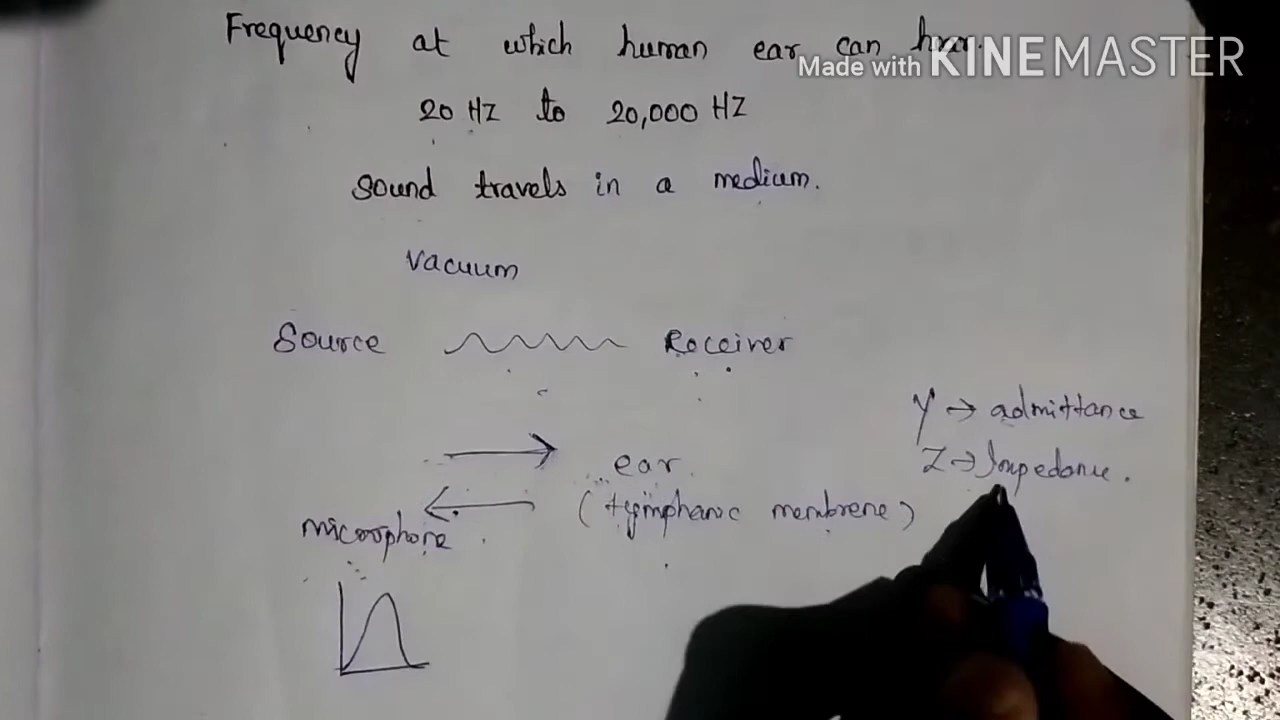 Frequency at which human ear can hear.
Made with KINEMASTER
20 HZ to 20,000 HZ
Sound travels in a medium.
Vacuum
Source Receiver
Y → admittance
Z → Impedance.
ear.
(tymphanic membrene)
microphone